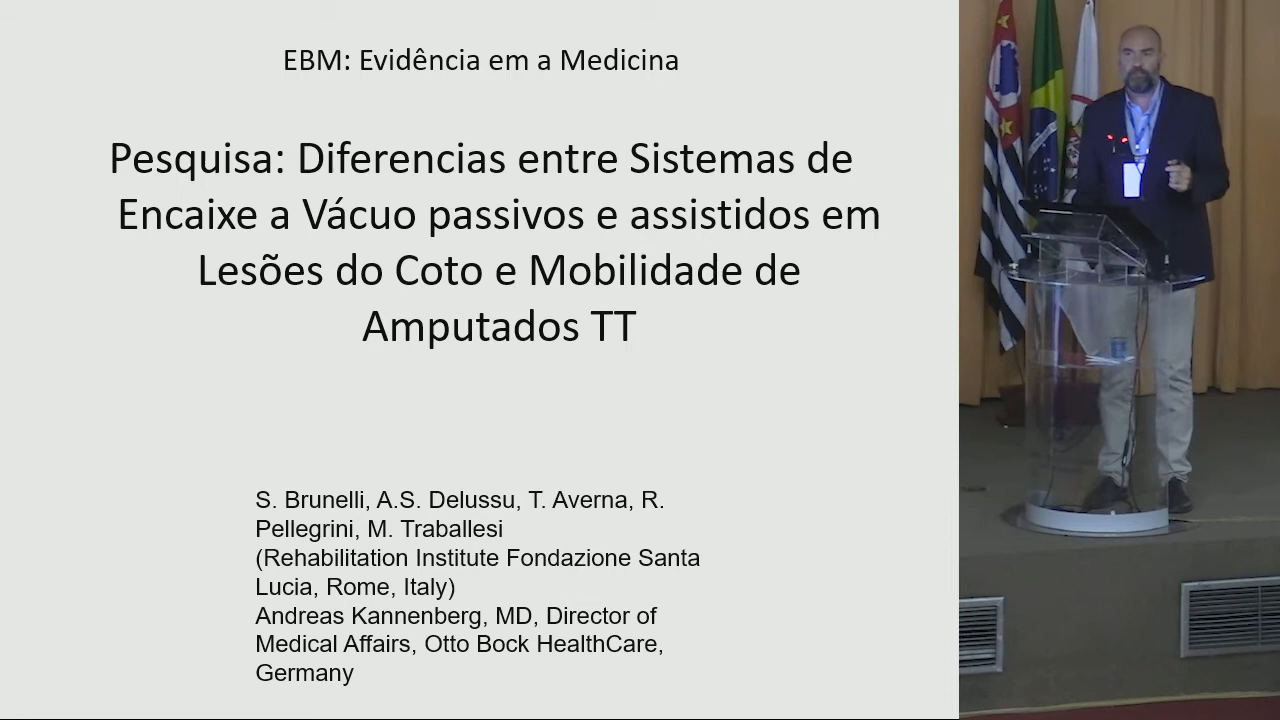 EBM: Evidência em a Medicina
Pesquisa: Diferencias entre Sistemas de
Encaixe a Vácuo passivos e assistidos em
Lesões do Coto e Mobilidade de
Amputados TT
S. Brunelli, A.S. Delussu, T. Averna, R.
Pellegrini, M. Traballesi
(Rehabilitation Institute Fondazione Santa
Lucia, Rome, Italy)
Andreas Kannenberg, MD, Director of
Medical Affairs, Otto Bock HealthCare,
Germany